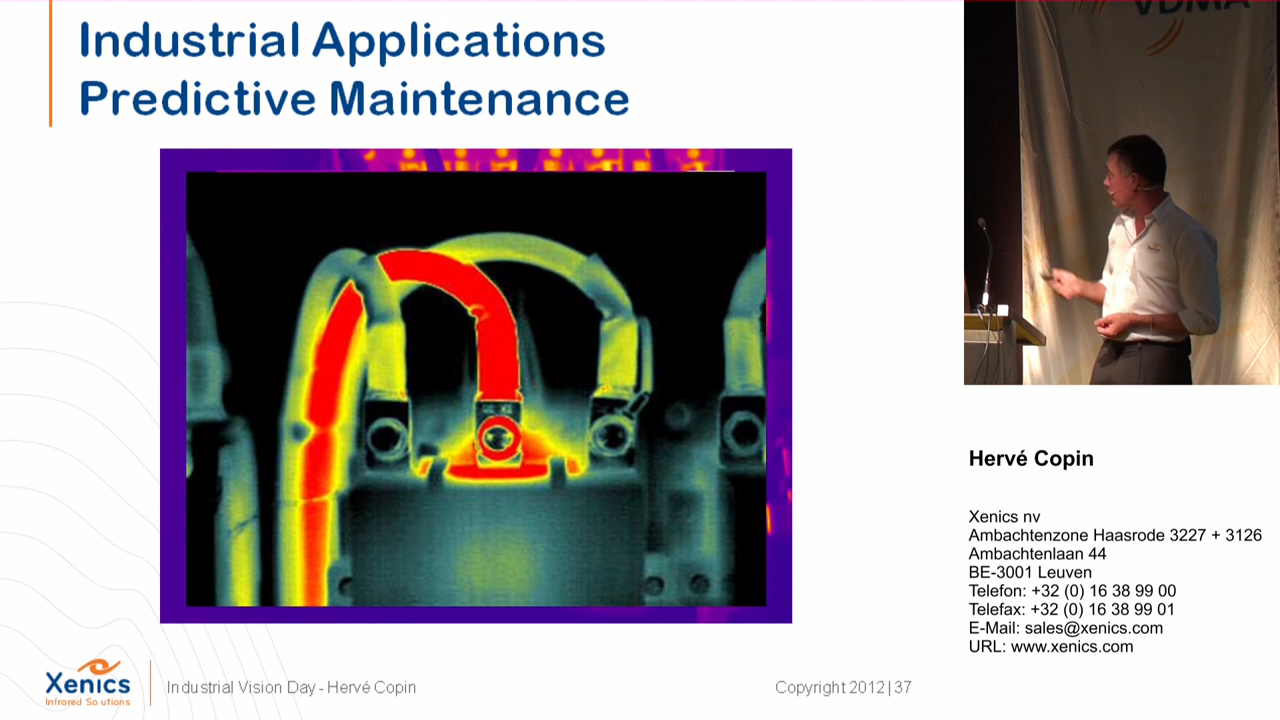 Industrial Applications
Predictive Maintenance
VDMA
Hervé Copin
Xenics nv
Ambachtenzone Haasrode 3227 + 3126
Ambachtenlaan 44
BE-3001 Leuven
Telefon: +32 (0) 16 38 99 00
Telefax: +32 (0) 16 38 99 01
E-Mail: sales@xenics.com
URL: www.xenics.com
Xenics
Infrared Solutions
Industrial Vision Day - Hervé Copin
Copyright 2012|37